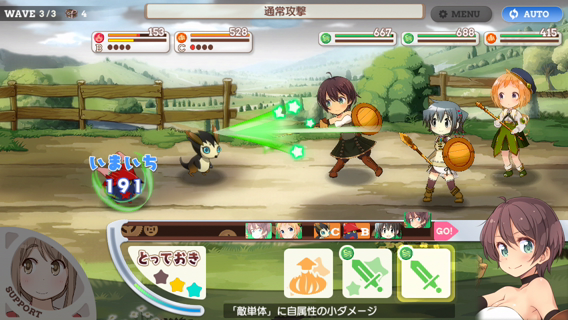 WAVE 3/3 4
通常攻撃
MENU
AUTO
153
B
528
C
667
688
415
いまいち
191
C B GO!
とっておき
SUPPORT
「敵単体」に自属性の小ダメージ